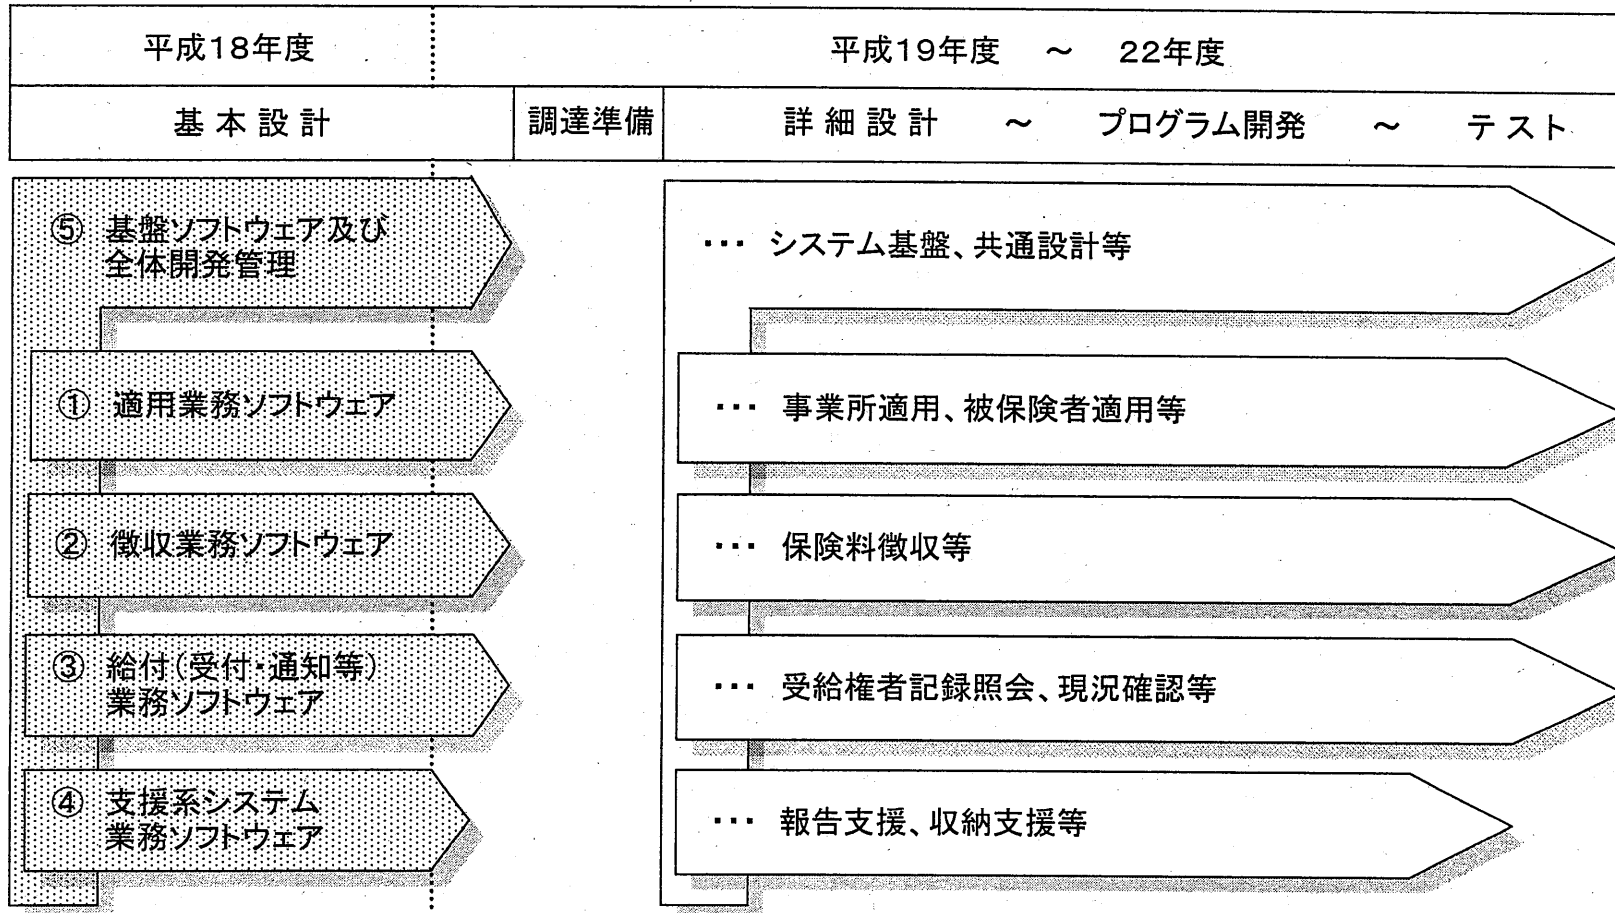 平成18年度
平成19年度 ～ 22年度
基本設計
調達準備
詳細設計 ～ プログラム開発 ～ テスト
⑤ 基盤ソフトウェア及び
全体開発管理
･･･ システム基盤、共通設計等
① 適用業務ソフトウェア
･･･ 事業所適用、被保険者適用等
② 徴収業務ソフトウェア
･･･ 保険料徴収等
③ 給付(受付・通知等)
業務ソフトウェア
･･･ 受給権者記録照会、現況確認等
④ 支援系システム
業務ソフトウェア
･･･ 報告支援、収納支援等